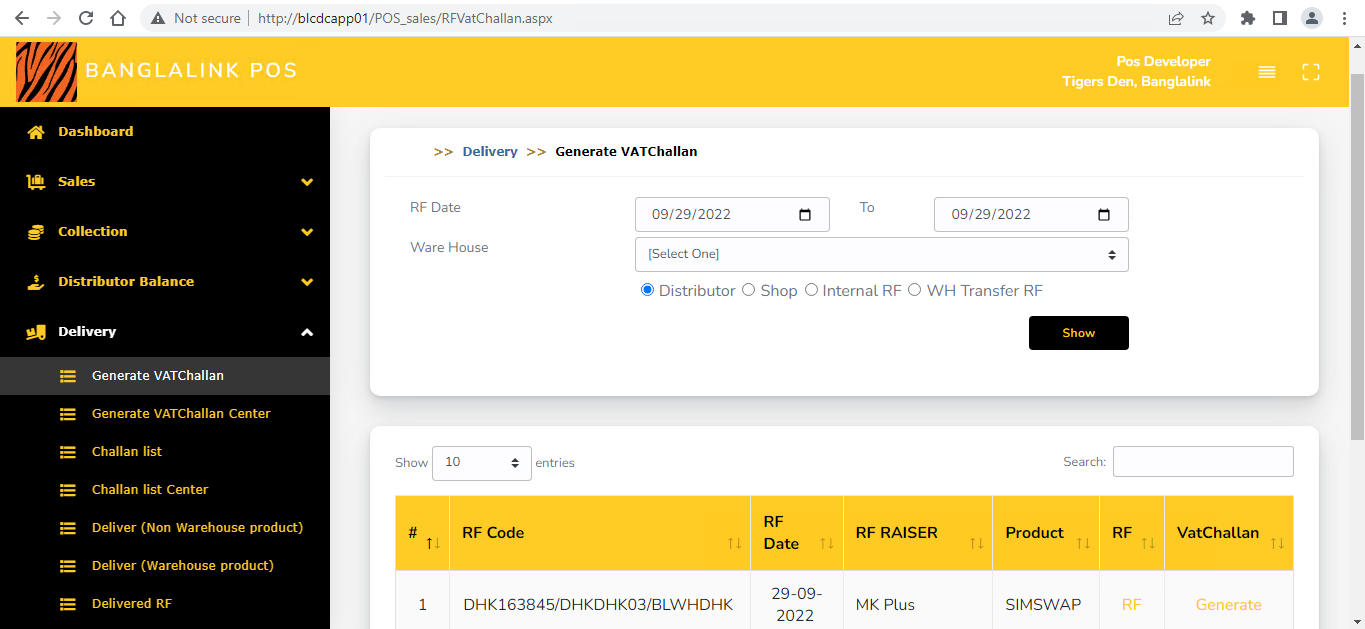 Not secure | http://blcdcapp01/POS_sales/RFVatChallan.aspx
BANGLALINK POS
Pos Developer
Tigers Den, Banglalink
Dashboard
Sales
Collection
Distributor Balance
Delivery
Generate VATChallan
Generate VATChallan Center
Challan list
Challan list Center
Deliver (Non Warehouse product)
Deliver (Warehouse product)
Delivered RF
>> Delivery >> Generate VATChallan
RF Date 09/29/2022 To 09/29/2022
Ware House [Select One]
Distributor Shop Internal RF WH Transfer RF
Show
Show 10 entries Search:
# RF Code RF Date RF RAISER Product RF VatChallan
1 DHK163845/DHKDHK03/BLWHDHK 29-09-2022 MK Plus SIMSWAP RF Generate